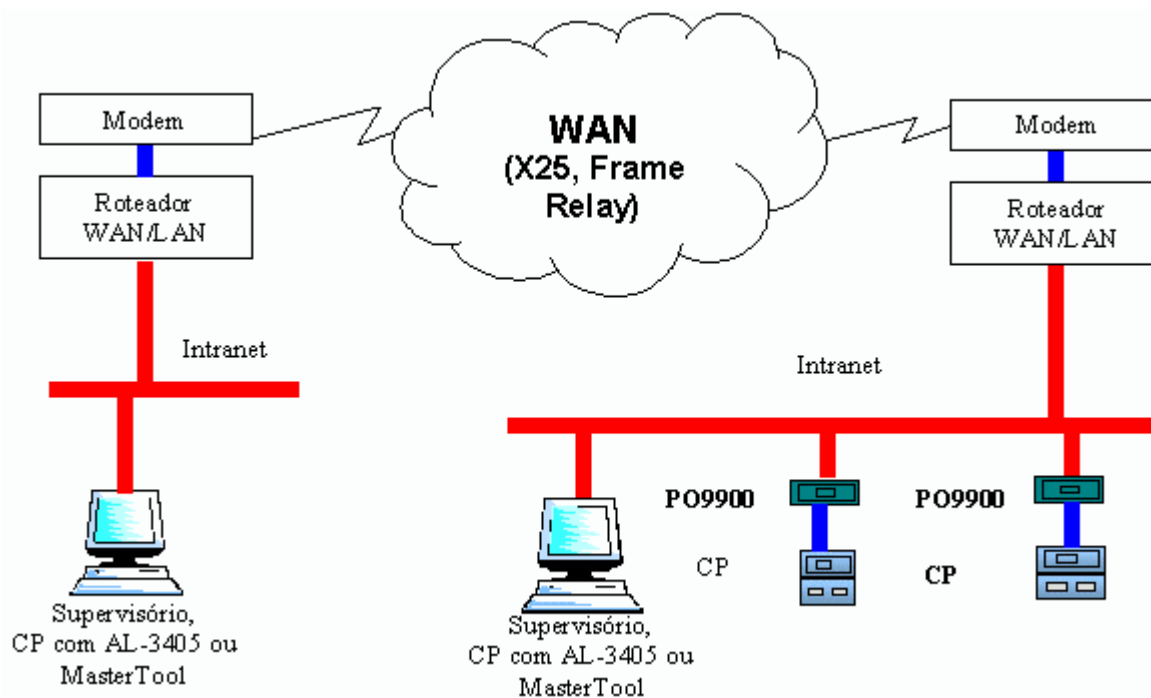 Modem
WAN
(X25, Frame
Relay)
Modem
Roteador
WAN/LAN
Roteador
WAN/LAN
Intranet
Intranet
PO9900
PO9900
CP
CP
Supervisório,
CP com AL-3405 ou
MasterTool
Supervisório,
CP com AL-3405 ou
MasterTool